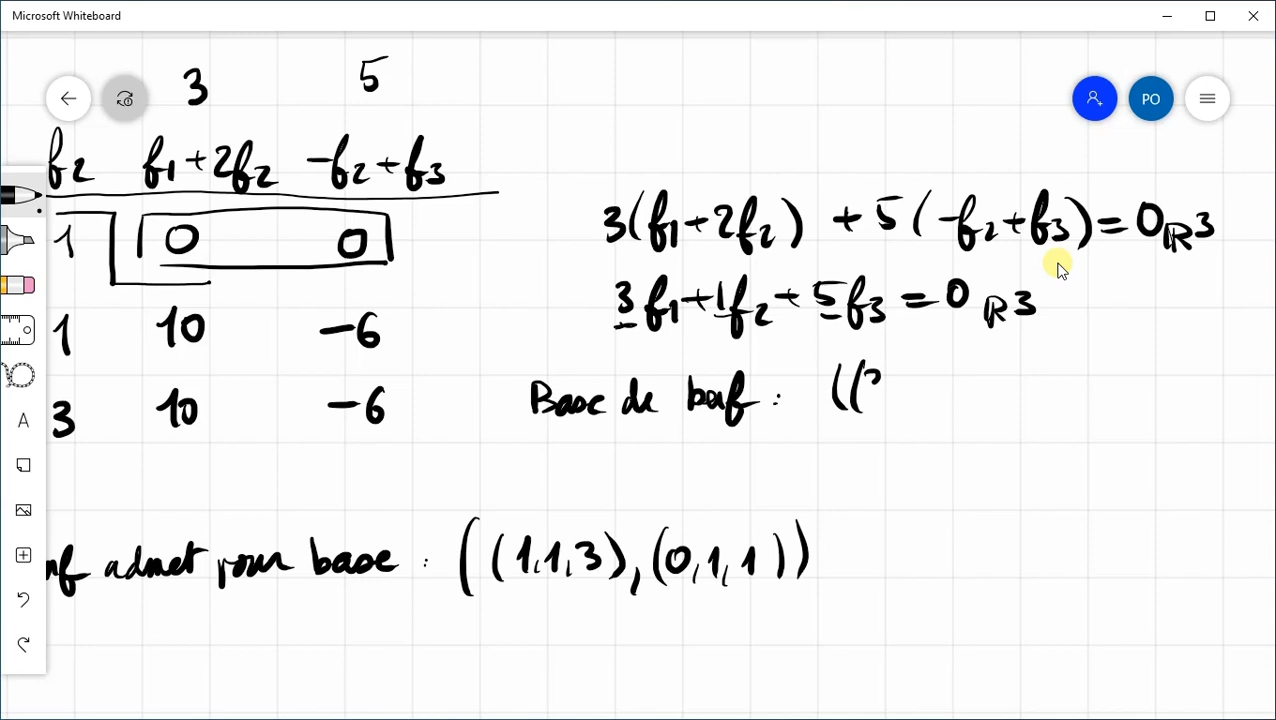 Microsoft Whiteboard
3 5
PO
f2 f1+2f2 -f2+f3
1 0 0
3(f1+2f2) +5(-f2+f3)=0R3
3f1+1f2+5f3=0R3
1 10 -6
Base de :
3 10 -6
A
admet pour base : ((1,1,3),(0,1,1))